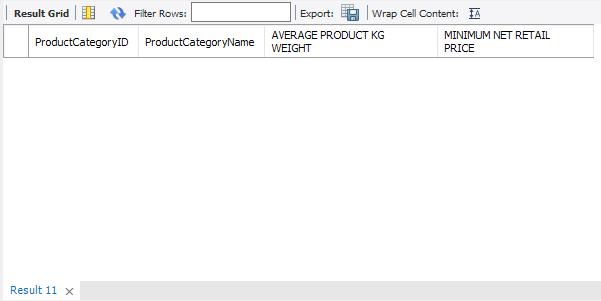 Result Grid Filter Rows: Export: Wrap Cell Content:
ProductCategoryID ProductCategoryName AVERAGE PRODUCT KG WEIGHT MINIMUM NET RETAIL PRICE
Result 11